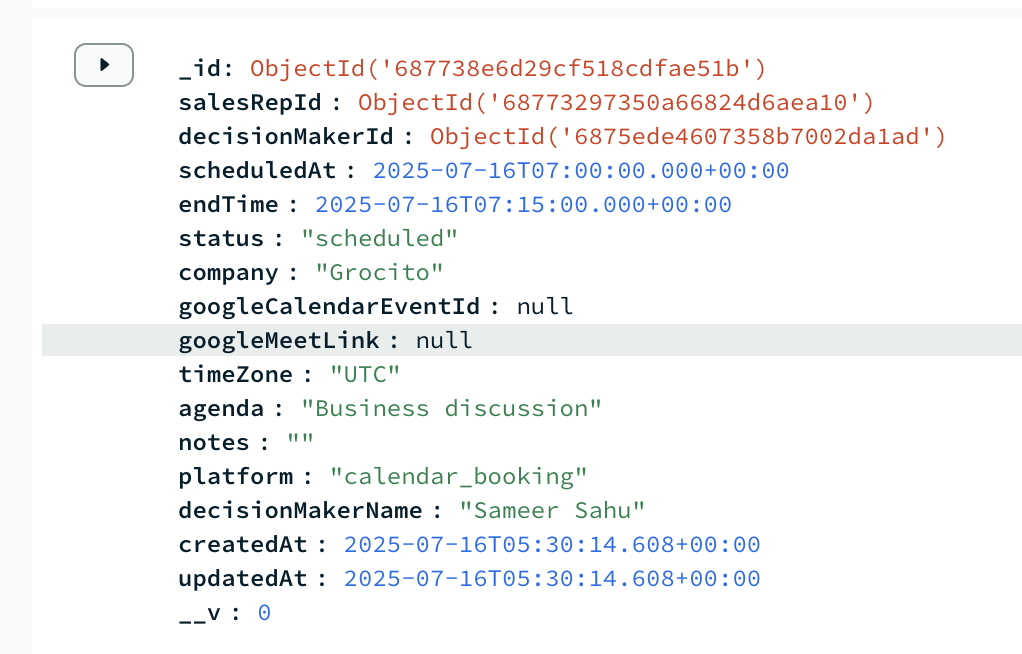 _id: ObjectId('687738e6d29cf518cdfae51b')
salesRepId : ObjectId('68773297350a66824d6aea10')
decisionMakerId : ObjectId('6875ede4607358b7002da1ad')
scheduledAt : 2025-07-16T07:00:00.000+00:00
endTime : 2025-07-16T07:15:00.000+00:00
status : "scheduled"
company : "Grocito"
googleCalendarEventId : null
googleMeetLink : null
timeZone : "UTC"
agenda : "Business discussion"
notes : ""
platform : "calendar_booking"
decisionMakerName : "Sameer Sahu"
createdAt : 2025-07-16T05:30:14.608+00:00
updatedAt : 2025-07-16T05:30:14.608+00:00
__v : 0